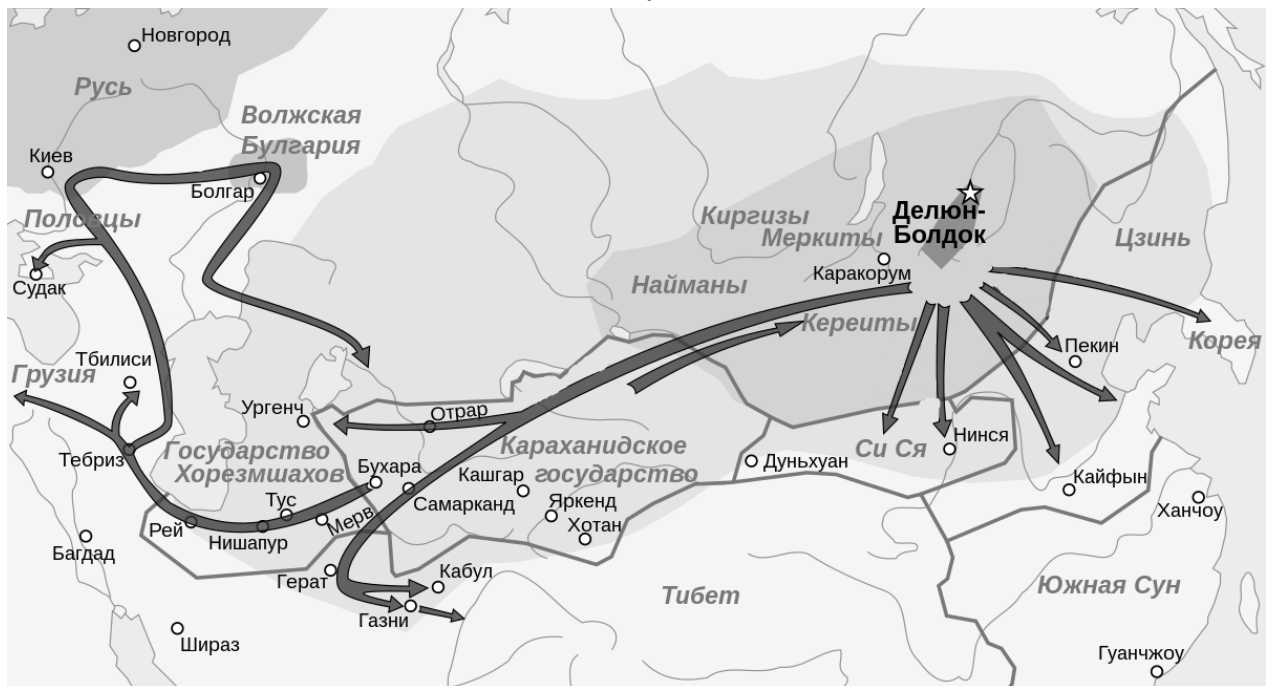 Новгород
Русь
Волжская
Булгария
Киев
Болгар
Половцы
Судак
Киргизы
Меркиты
Делюн-
Болдок
Цзинь
Каракорум
Найманы
Кереиты
Корея
Пекин
Тбилиси
Грузия
Ургенч
Отрар
Государство
Хорезмшахов
Тебриз
Караханидское
государство
Бухара
Кашгар
Самарканд
Дуньхуан
Си Ся
Нинся
Кайфын
Ханчоу
Тус
Мерв
Яркенд
Хотан
Рей
Нишапур
Багдад
Герат
Кабул
Газни
Тибет
Южная Сун
Шираз
Гуанчжоу